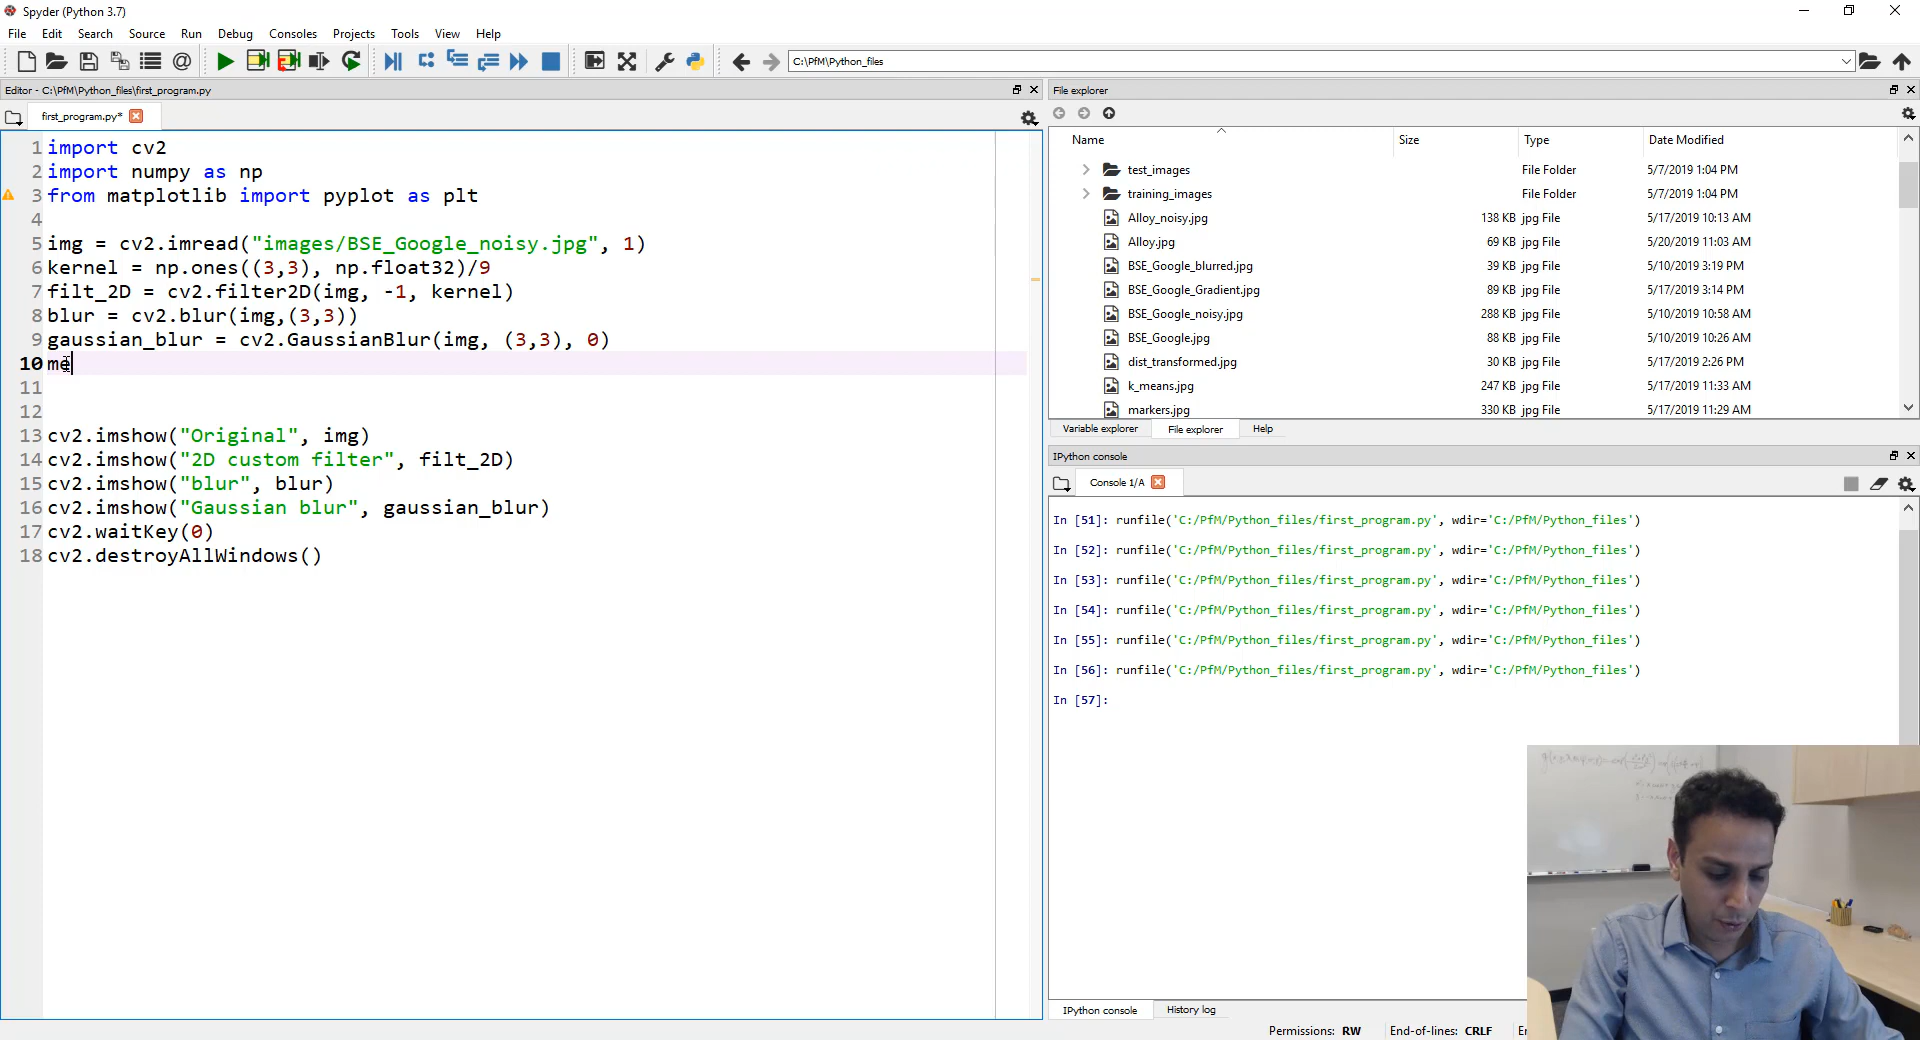 Spyder (Python 3.7)
File Edit Search Source Run Debug Consoles Projects Tools View Help
C:\PfM\Python_files
Editor - C:\PfM\Python_files\first_program.py
first_program.py*
1 import cv2
2 import numpy as np
3 from matplotlib import pyplot as plt
4
5 img = cv2.imread("images/BSE_Google_noisy.jpg", 1)
6 kernel = np.ones((3,3), np.float32)/9
7 filt_2D = cv2.filter2D(img, -1, kernel)
8 blur = cv2.blur(img,(3,3))
9 gaussian_blur = cv2.GaussianBlur(img, (3,3), 0)
10 me
11
12
13 cv2.imshow("Original", img)
14 cv2.imshow("2D custom filter", filt_2D)
15 cv2.imshow("blur", blur)
16 cv2.imshow("Gaussian blur", gaussian_blur)
17 cv2.waitKey(0)
18 cv2.destroyAllWindows()
File explorer
Name Size Type Date Modified
test_images File Folder 5/7/2019 1:04 PM
training_images File Folder 5/7/2019 1:04 PM
Alloy_noisy.jpg 138 KB jpg File 5/17/2019 10:13 AM
Alloy.jpg 69 KB jpg File 5/20/2019 11:03 AM
BSE_Google_blurred.jpg 39 KB jpg File 5/10/2019 3:19 PM
BSE_Google_Gradient.jpg 89 KB jpg File 5/17/2019 3:14 PM
BSE_Google_noisy.jpg 288 KB jpg File 5/10/2019 10:58 AM
BSE_Google.jpg 88 KB jpg File 5/10/2019 10:26 AM
dist_transformed.jpg 30 KB jpg File 5/17/2019 2:26 PM
k_means.jpg 247 KB jpg File 5/17/2019 11:33 AM
markers.jpg 330 KB jpg File 5/17/2019 11:29 AM
Variable explorer File explorer Help
IPython console
Console 1/A
In [51]: runfile('C:/PfM/Python_files/first_program.py', wdir='C:/PfM/Python_files')
In [52]: runfile('C:/PfM/Python_files/first_program.py', wdir='C:/PfM/Python_files')
In [53]: runfile('C:/PfM/Python_files/first_program.py', wdir='C:/PfM/Python_files')
In [54]: runfile('C:/PfM/Python_files/first_program.py', wdir='C:/PfM/Python_files')
In [55]: runfile('C:/PfM/Python_files/first_program.py', wdir='C:/PfM/Python_files')
In [56]: runfile('C:/PfM/Python_files/first_program.py', wdir='C:/PfM/Python_files')
In [57]:
IPython console History log
Permissions: RW End-of-lines: CRLF